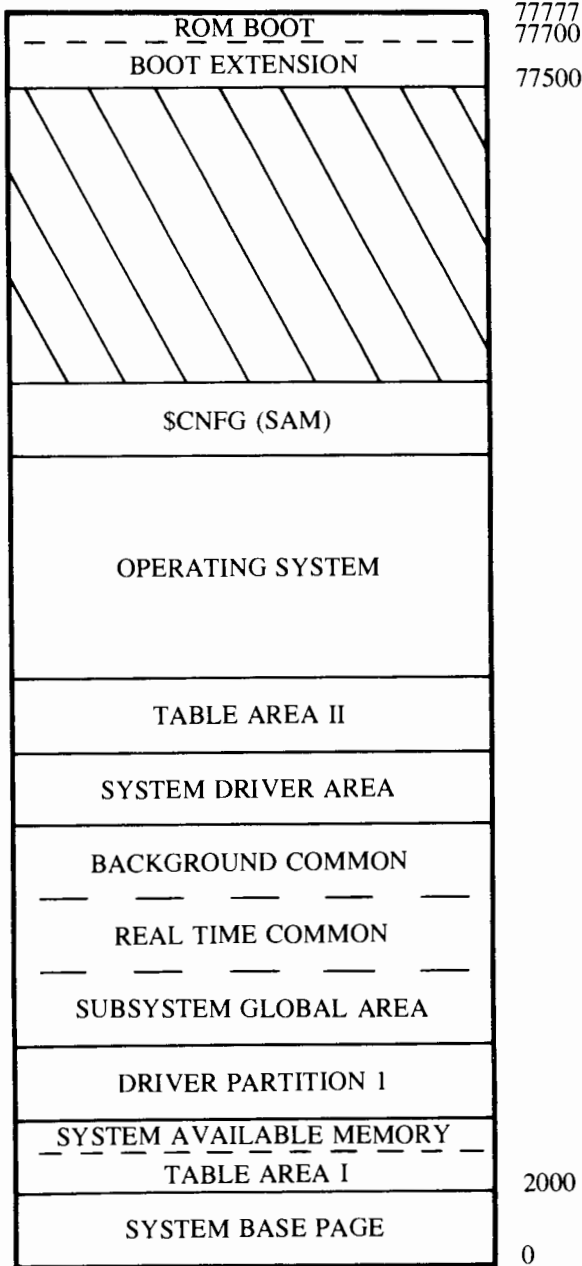 77777
ROM BOOT
77700
BOOT EXTENSION
77500
$CNFG (SAM)
OPERATING SYSTEM
TABLE AREA II
SYSTEM DRIVER AREA
BACKGROUND COMMON
REAL TIME COMMON
SUBSYSTEM GLOBAL AREA
DRIVER PARTITION 1
SYSTEM AVAILABLE MEMORY
TABLE AREA I
2000
SYSTEM BASE PAGE
0